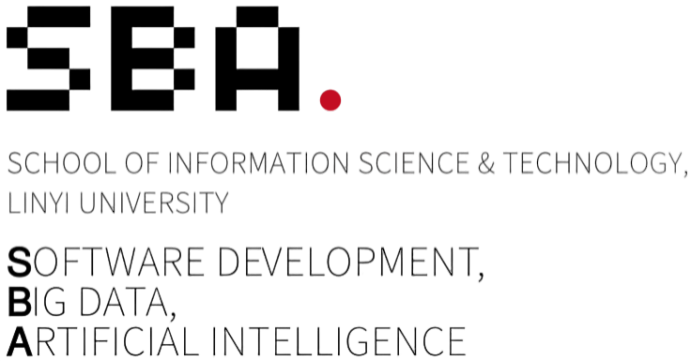 SBA.
SCHOOL OF INFORMATION SCIENCE & TECHNOLOGY,
LINYI UNIVERSITY
SOFTWARE DEVELOPMENT,
BIG DATA,
ARTIFICIAL INTELLIGENCE